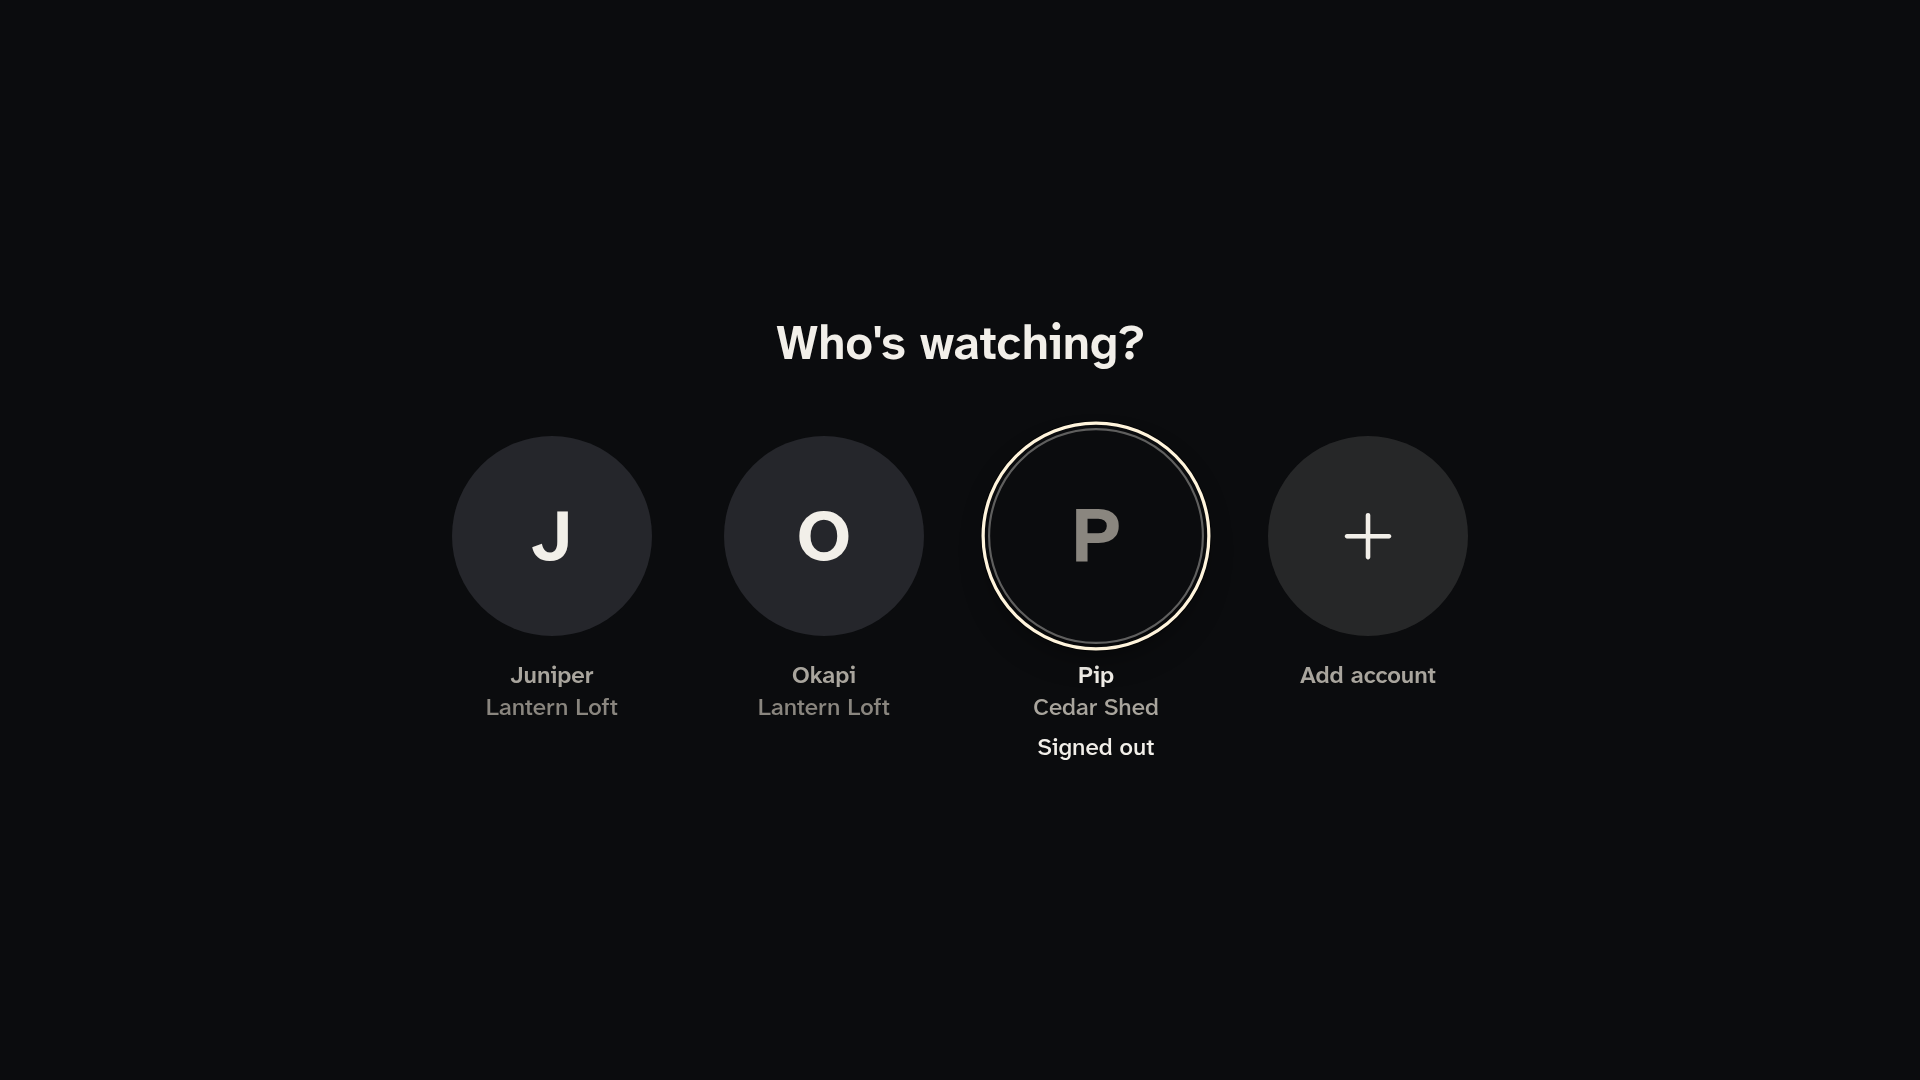 Who's watching?
J
O
P
Juniper
Lantern Loft
Okapi
Lantern Loft
Pip
Cedar Shed
Signed out
Add account